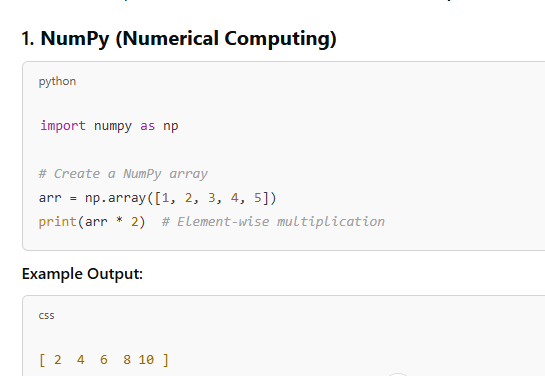 1. NumPy (Numerical Computing)
python
import numpy as np
# Create a NumPy array
arr = np.array([1, 2, 3, 4, 5])
print(arr * 2)  # Element-wise multiplication
Example Output:
css
[ 2  4  6  8 10 ]